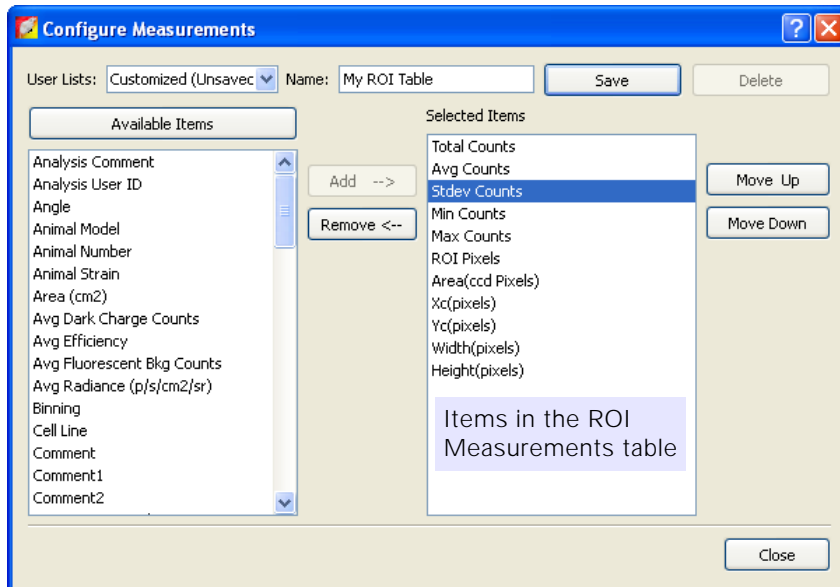 Configure Measurements
User Lists: Customized (Unsavec Name: My ROI Table Save Delete
Available Items
Analysis Comment
Analysis User ID
Angle
Animal Model
Animal Number
Animal Strain
Area (cm2)
Avg Dark Charge Counts
Avg Efficiency
Avg Fluorescent Bkg Counts
Avg Radiance (p/s/cm2/sr)
Binning
Cell Line
Comment
Comment1
Comment2
Add -->
Remove <--
Selected Items
Total Counts
Avg Counts
Stdev Counts
Min Counts
Max Counts
ROI Pixels
Area(ccd Pixels)
Xc(pixels)
Yc(pixels)
Width(pixels)
Height(pixels)
Items in the ROI
Measurements table
Move Up
Move Down
Close